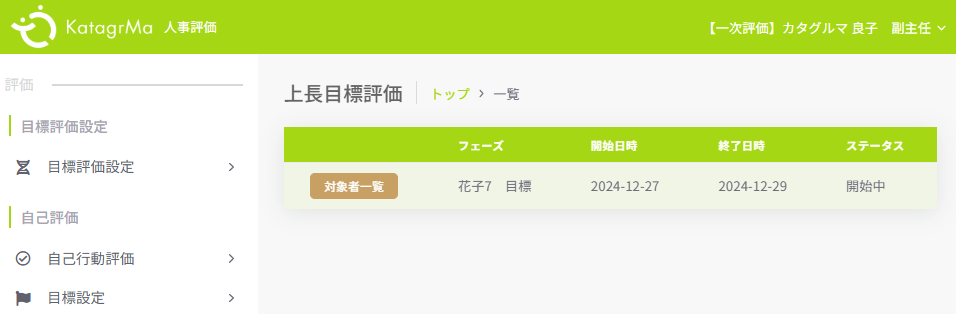 KatagrMa 人事評価
【一次評価】カタグルマ 良子 副主任
評価
目標評価設定
目標評価設定
自己評価
自己行動評価
目標設定
上長目標評価 トップ > 一覧
フェーズ 開始日時 終了日時 ステータス
対象者一覧 花子7 目標 2024-12-27 2024-12-29 開始中